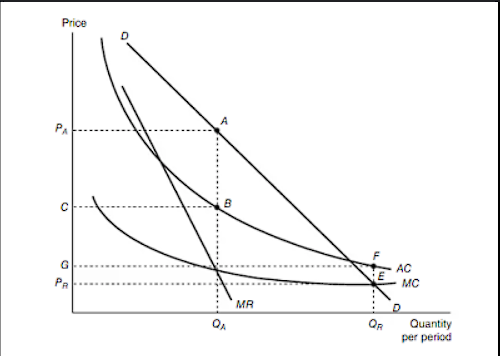 Price
D
A
P_A
B
C
F
G
AC
E
MC
P_R
MR
D
Q_A
Q_R
Quantity
per period